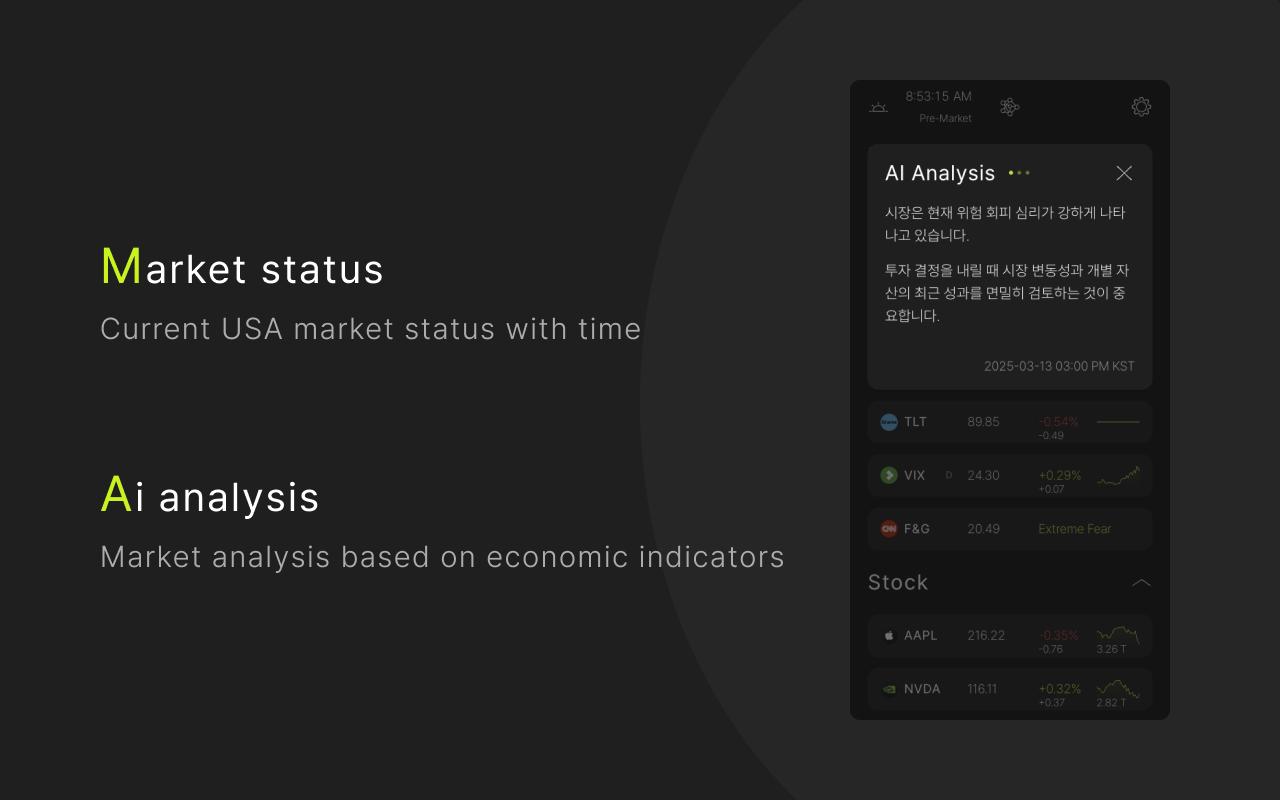 Market status
Current USA market status with time
Ai analysis
Market analysis based on economic indicators
8:53:15 AM
Pre-Market
AI Analysis
시장은 현재 위험 회피 심리가 강하게 나타
나고 있습니다.
투자 결정을 내릴 때 시장 변동성과 개별 자
산의 최근 성과를 면밀히 검토하는 것이 중
요합니다.
2025-03-13 03:00 PM KST
TLT 89.85 -0.54%
-0.49
VIX D 24.30 +0.29%
+0.07
CNN F&G 20.49 Extreme Fear
Stock
AAPL 216.22 -0.35%
-0.76 3.26 T
NVDA 116.11 +0.32%
+0.37 2.82 T